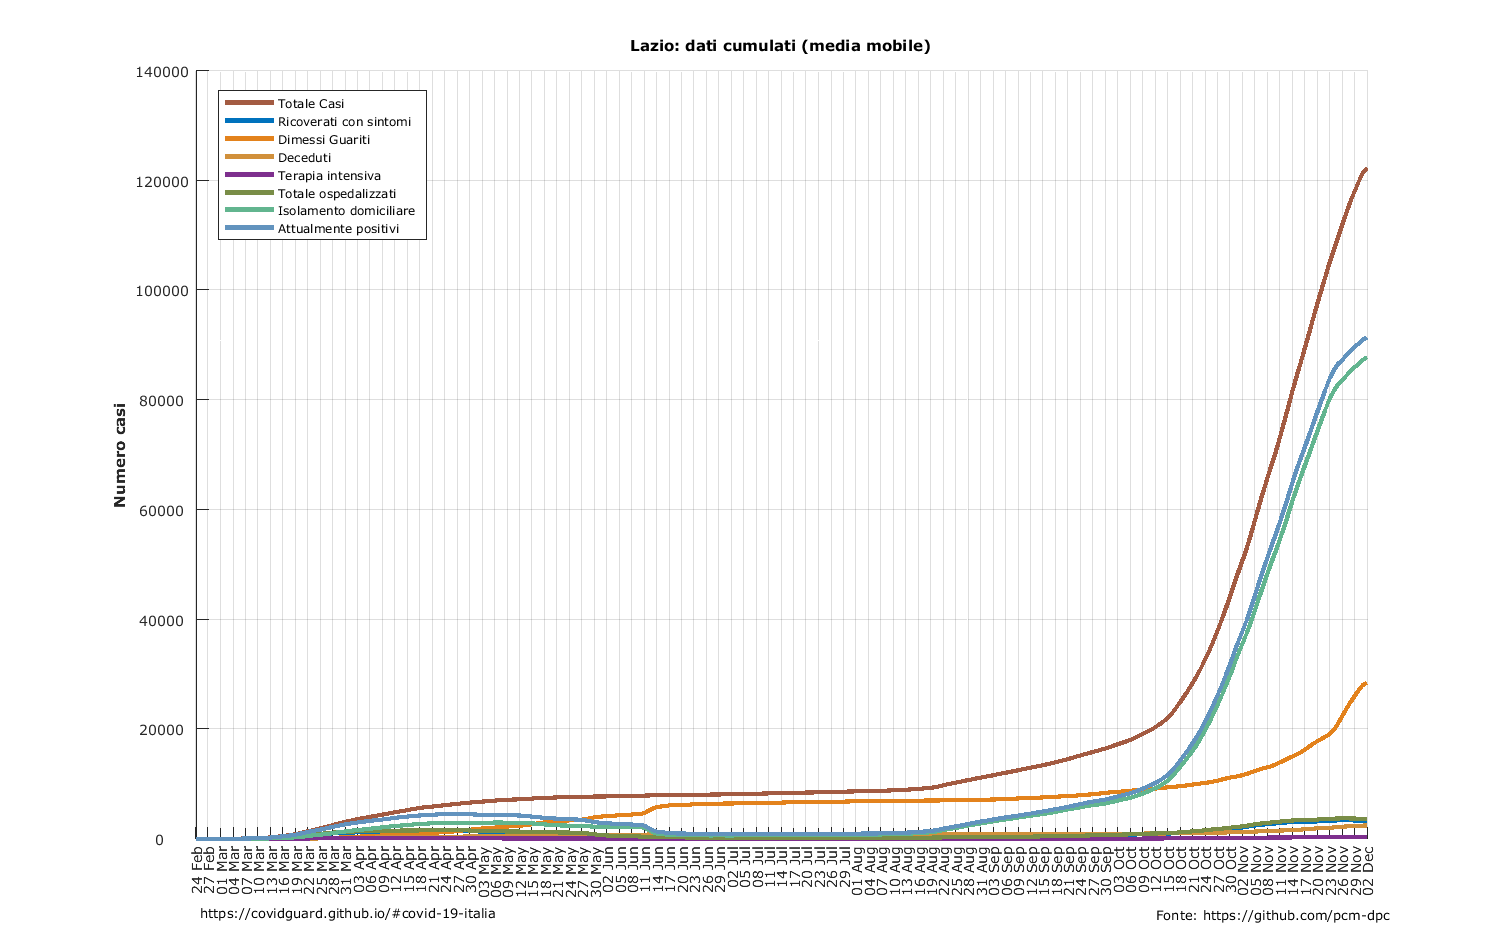 Lazio: dati cumulati (media mobile)
140000
120000
100000
80000
60000
40000
20000
0
Numero casi
Totale Casi
Ricoverati con sintomi
Dimessi Guariti
Deceduti
Terapia intensiva
Totale ospedalizzati
Isolamento domiciliare
Attualmente positivi
24 Feb
27 Feb
01 Mar
04 Mar
07 Mar
10 Mar
13 Mar
16 Mar
19 Mar
22 Mar
25 Mar
28 Mar
31 Mar
03 Apr
06 Apr
09 Apr
12 Apr
15 Apr
18 Apr
21 Apr
24 Apr
27 Apr
30 Apr
03 May
06 May
09 May
12 May
15 May
18 May
21 May
24 May
27 May
30 May
02 Jun
05 Jun
08 Jun
11 Jun
14 Jun
17 Jun
20 Jun
23 Jun
26 Jun
29 Jun
02 Jul
05 Jul
08 Jul
11 Jul
14 Jul
17 Jul
20 Jul
23 Jul
26 Jul
29 Jul
01 Aug
04 Aug
07 Aug
10 Aug
13 Aug
16 Aug
19 Aug
22 Aug
25 Aug
28 Aug
31 Aug
03 Sep
06 Sep
09 Sep
12 Sep
15 Sep
18 Sep
21 Sep
24 Sep
27 Sep
30 Sep
03 Oct
06 Oct
09 Oct
12 Oct
15 Oct
18 Oct
21 Oct
24 Oct
27 Oct
30 Oct
02 Nov
05 Nov
08 Nov
11 Nov
14 Nov
17 Nov
20 Nov
23 Nov
26 Nov
29 Nov
02 Dec
https://covidguard.github.io/#covid-19-italia
Fonte: https://github.com/pcm-dpc